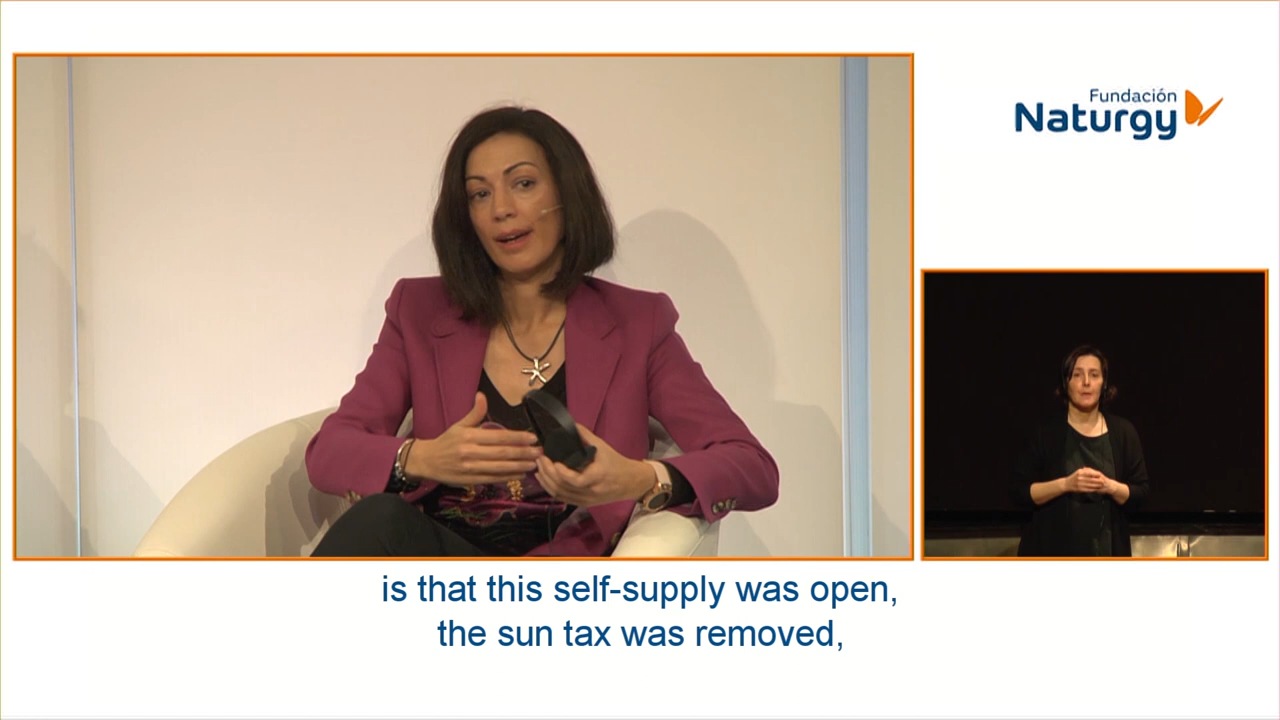 Fundación
Naturgy
is that this self-supply was open,
the sun tax was removed,